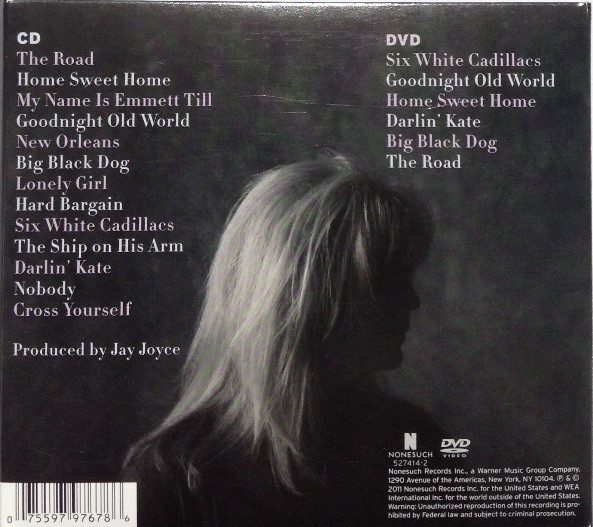 CD
The Road
Home Sweet Home
My Name Is Emmett Till
Goodnight Old World
New Orleans
Big Black Dog
Lonely Girl
Hard Bargain
Six White Cadillacs
The Ship on His Arm
Darlin' Kate
Nobody
Cross Yourself
Produced by Jay Joyce
DVD
Six White Cadillacs
Goodnight Old World
Home Sweet Home
Darlin' Kate
Big Black Dog
The Road
N
NONESUCH
527414-2
DVD
VIDEO
Nonesuch Records Inc., a Warner Music Group Company,
1290 Avenue of the Americas, New York, NY 10104. ℗ & ©
2011 Nonesuch Records Inc. for the United States and WEA
International Inc. for the world outside of the United States.
Warning: Unauthorized reproduction of this recording is pro-
hibited by Federal law and subject to criminal prosecution.
0 75597 97678 6